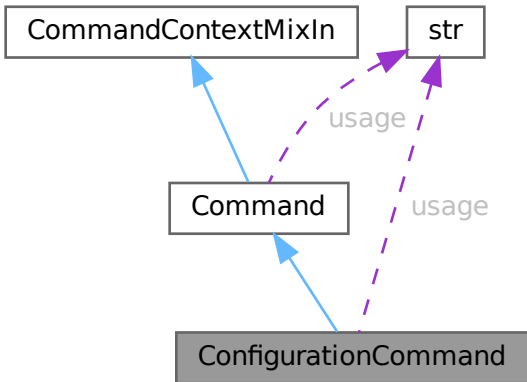 CommandContextMixIn
str
usage
Command
usage
ConfigurationCommand